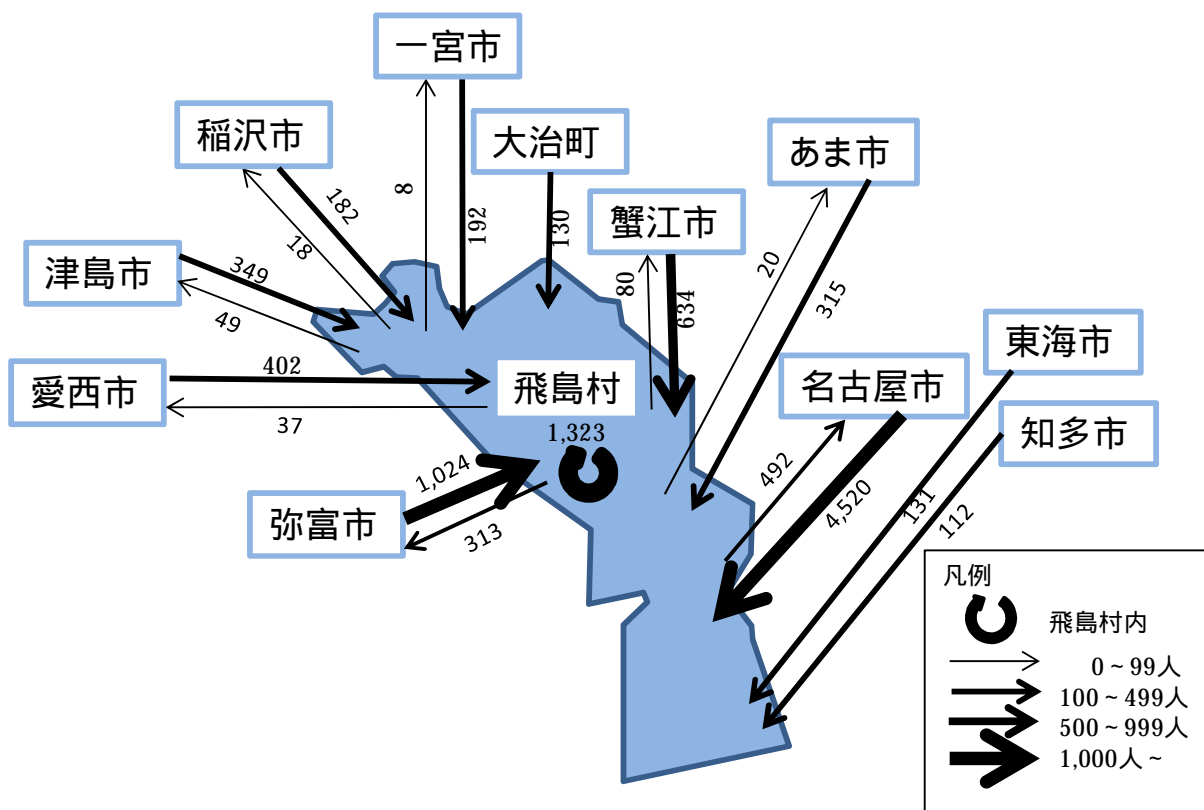 一宮市
稲沢市
大治町
あま市
蟹江市
津島市
東海市
愛西市
名古屋市
知多市
弥富市
飛島村
8
192
182
18
130
80
634
20
315
349
49
402
37
1,323
1,024
313
492
4,520
131
112
凡例
飛島村内
0～99人
100～499人
500～999人
1,000人～